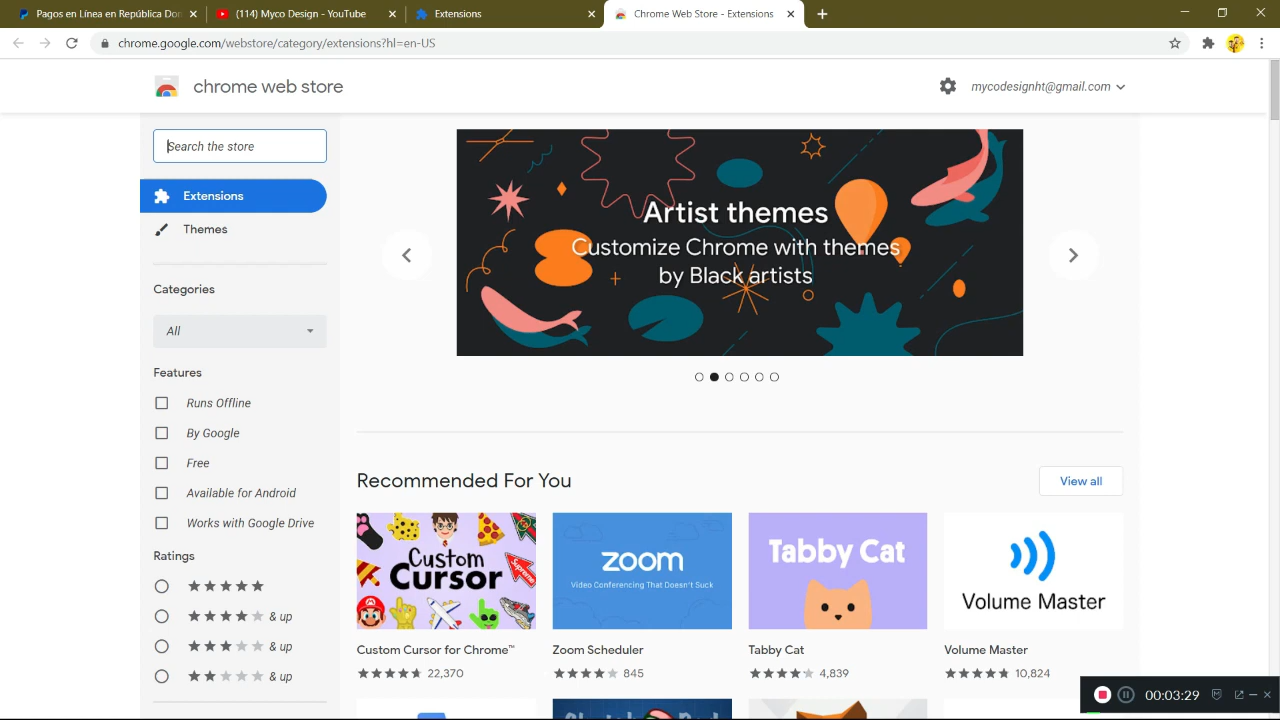 Pagos en Línea en República Do
(114) Myco Design - YouTube
Extensions
Chrome Web Store - Extensions
chrome.google.com/webstore/category/extensions?hl=en-US
chrome web store
mycodesignht@gmail.com
Search the store
Extensions
Themes
Categories
All
Features
Runs Offline
By Google
Free
Available for Android
Works with Google Drive
Ratings
& up
& up
& up
Artist themes
Customize Chrome with themes
by Black artists
Recommended For You
View all
Custom
Cursor
Supreme
zoom
Video Conferencing That Doesn't Suck
Tabby Cat
Volume Master
Custom Cursor for Chrome™
Zoom Scheduler
Tabby Cat
Volume Master
22,370
845
4,839
10,824
00:03:29